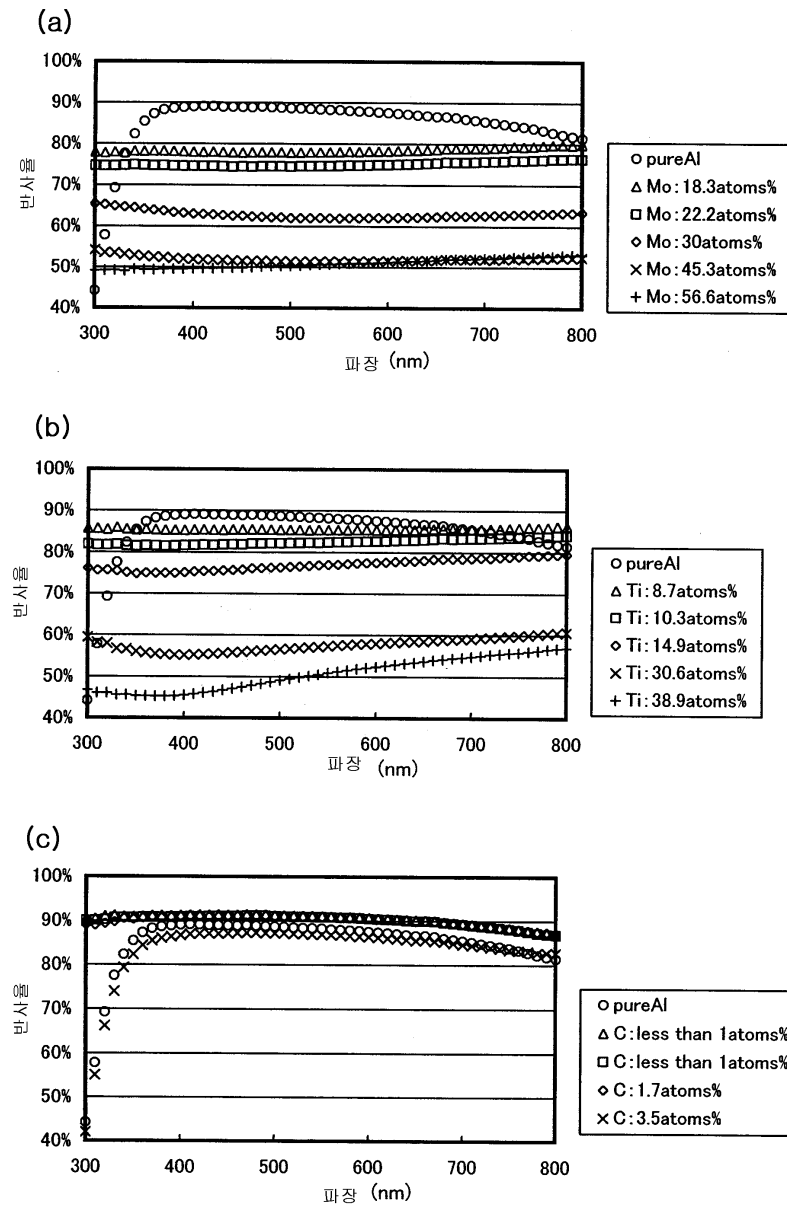 (a)
100%
90%
80%
70%
60%
50%
40%
반사율
300 400 500 600 700 800
파장 (nm)
pureAl
Mo:18.3atoms%
Mo:22.2atoms%
Mo:30atoms%
Mo:45.3atoms%
Mo:56.6atoms%
(b)
100%
90%
80%
70%
60%
50%
40%
반사율
300 400 500 600 700 800
파장 (nm)
pureAl
Ti:8.7atoms%
Ti:10.3atoms%
Ti:14.9atoms%
Ti:30.6atoms%
Ti:38.9atoms%
(c)
100%
90%
80%
70%
60%
50%
40%
반사율
300 400 500 600 700 800
파장 (nm)
pureAl
C:less than 1atoms%
C:less than 1atoms%
C:1.7atoms%
C:3.5atoms%